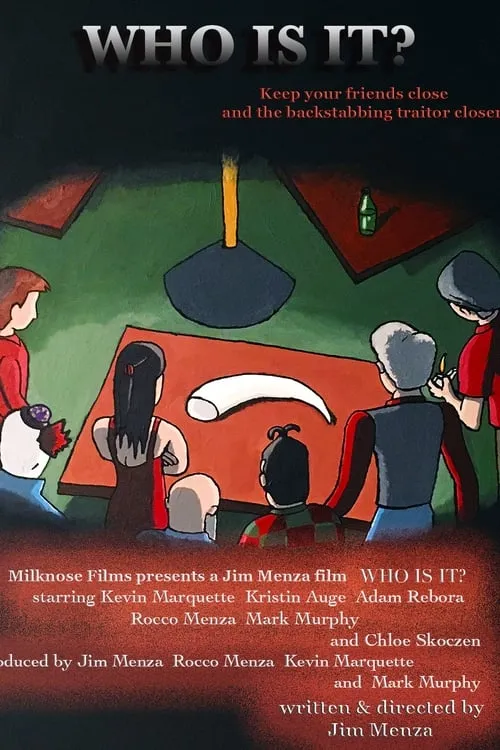 WHO IS IT?
Keep your friends close
and the backstabbing traitor closer
Milknose Films presents a Jim Menza film WHO IS IT?
starring Kevin Marquette Kristin Auge Adam Rebora
Rocco Menza Mark Murphy
and Chloe Skoczen
oduced by Jim Menza Rocco Menza Kevin Marquette
and Mark Murphy
written & directed by
Jim Menza